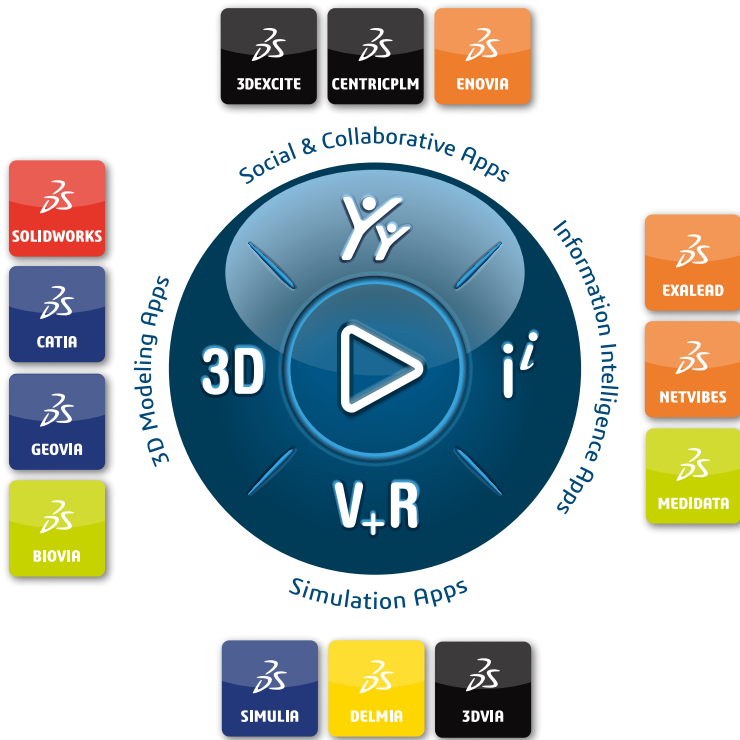 3DEXCITE
CENTRICPLM
ENOVIA
Social & Collaborative Apps
SOLIDWORKS
CATIA
GEOVIA
BIOVIA
3D Modeling Apps
3D
i i
V+R
Information Intelligence Apps
EXALEAD
NETVIBES
MEDIDATA
Simulation Apps
SIMULIA
DELMIA
3DVIA